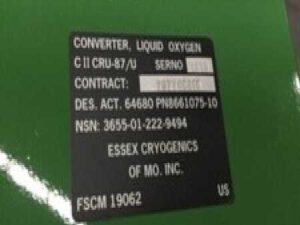 CONVERTER, LIQUID OXYGEN
C II CRU-87/U SERNO
CONTRACT:
DES. ACT. 64680 PN8661075-10
NSN: 3655-01-222-9494
ESSEX CRYOGENICS
OF MO. INC.
FSCM 19062 US